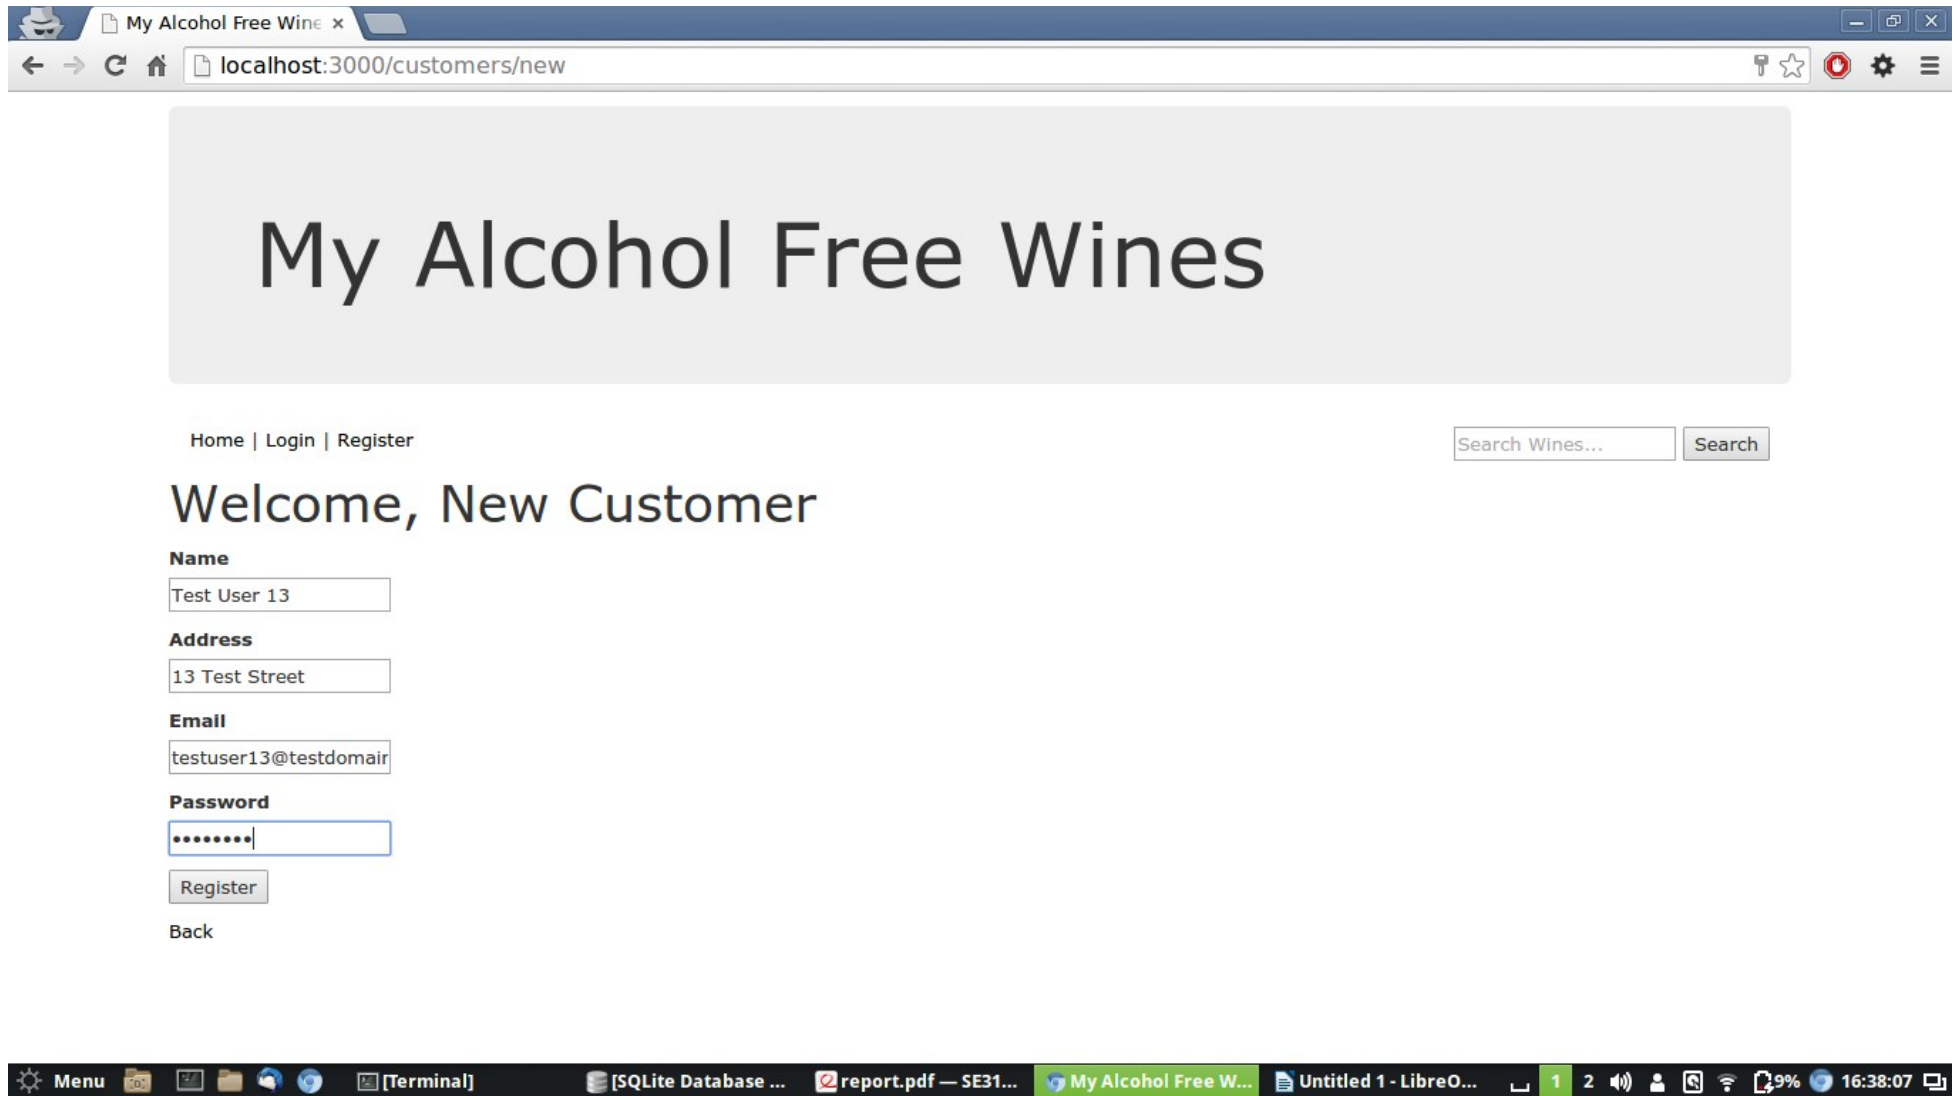 My Alcohol Free Wine
localhost:3000/customers/new
My Alcohol Free Wines
Home | Login | Register
Search Wines...
Search
Welcome, New Customer
Name
Test User 13
Address
13 Test Street
Email
testuser13@testdomain
Password
••••••••
Register
Back
Menu [Terminal] [SQLite Database ... report.pdf — SE31... My Alcohol Free W... Untitled 1 - LibreO... 1 2 9% 16:38:07